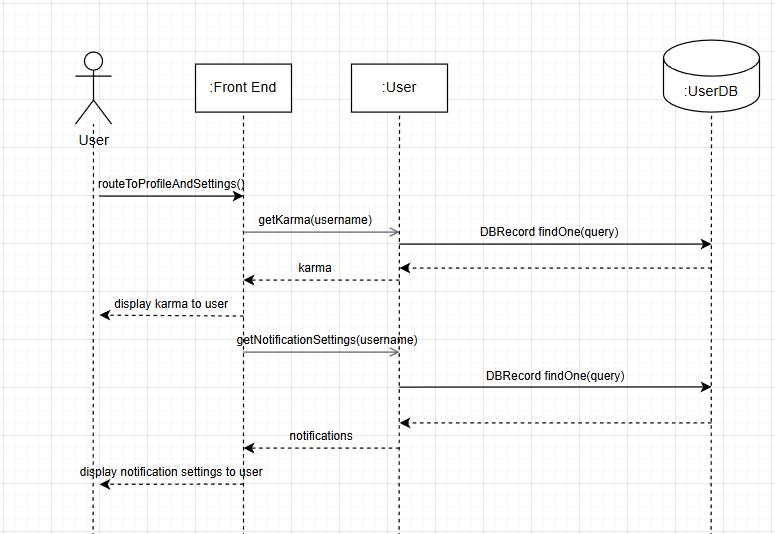 :Front End
:User
:UserDB
User
routeToProfileAndSettings()
getKarma(username)
DBRecord findOne(query)
karma
display karma to user
getNotificationSettings(username)
DBRecord findOne(query)
notifications
display notification settings to user